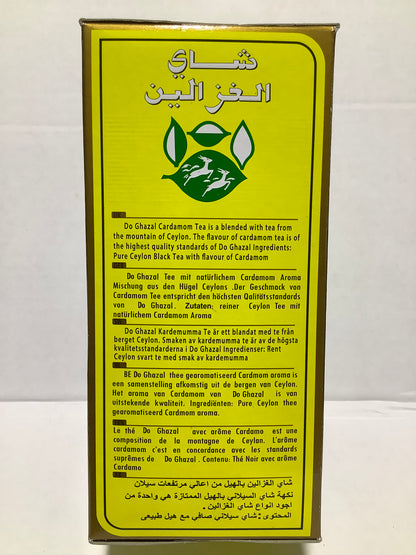 شاي
الغزالين
Do Ghazal Cardamom Tea is a blended with tea from
the mountain of Ceylon. The flavour of cardamom tea is of
the highest quality standards of Do Ghazal Ingredients:
Pure Ceylon Black Tea with flavour of Cardamom
Do Ghazal Tee mit natürlichem Cardamom Aroma
Mischung aus den Hügel Ceylons .Der Geschmack von
Cardamom Tee entspricht den höchsten Qalitätsstandards
von Do Ghazal. Zutaten: reiner Ceylon Tee mit
natürlichem Cardamom Aroma
Do Ghazal Kardemumma Te är ett blandat med te från
berget Ceylon. Smaken av kardemumma te är av de högsta
kvalitetsstandarderna i Do Ghazal Ingredienser: Rent
Ceylon svart te med smak av kardemumma
BE Do Ghazal thee gearomatiseerd Cardmom aroma is
een samenstelling afkomstig uit de bergen van Ceylon.
Het aroma van Cardamom van Do Ghazal is van
uitstekende kwaliteit. Ingrediënten: Pure Ceylon thee
gearomatiseerd Cardmom aroma.
Le thé Do Ghazal avec arôme Cardamo est une
composition de la montagne de Ceylan. L'arôme
cardamom c'est en concordance avec les standards
suprêmes de . Do Ghazal . Contenu: Thé Noir avec arôme
Cardamo
شاي الغزالين بالهيل من اعالي مرتفعات سيلان
نكهة شاي السيلاني بالهيل الممتازة هي واحدة من
اجود انواع شاي الغزالين .
المحتوى : شاي سيلاني صافي مع هيل طبيعي